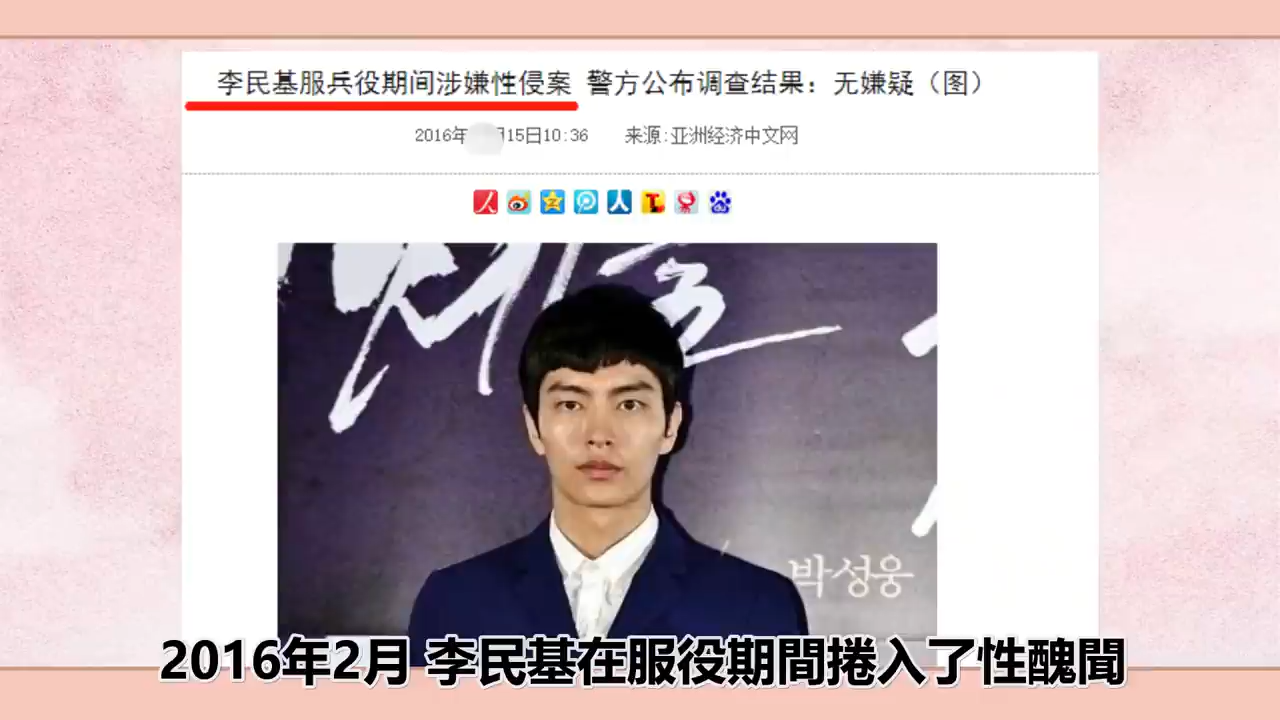 李民基服兵役期间涉嫌性侵案 警方公布调查结果：无嫌疑（图）
2016年 月15日10:36 来源:亚洲经济中文网
박성웅
2016年2月 李民基在服役期間捲入了性醜聞